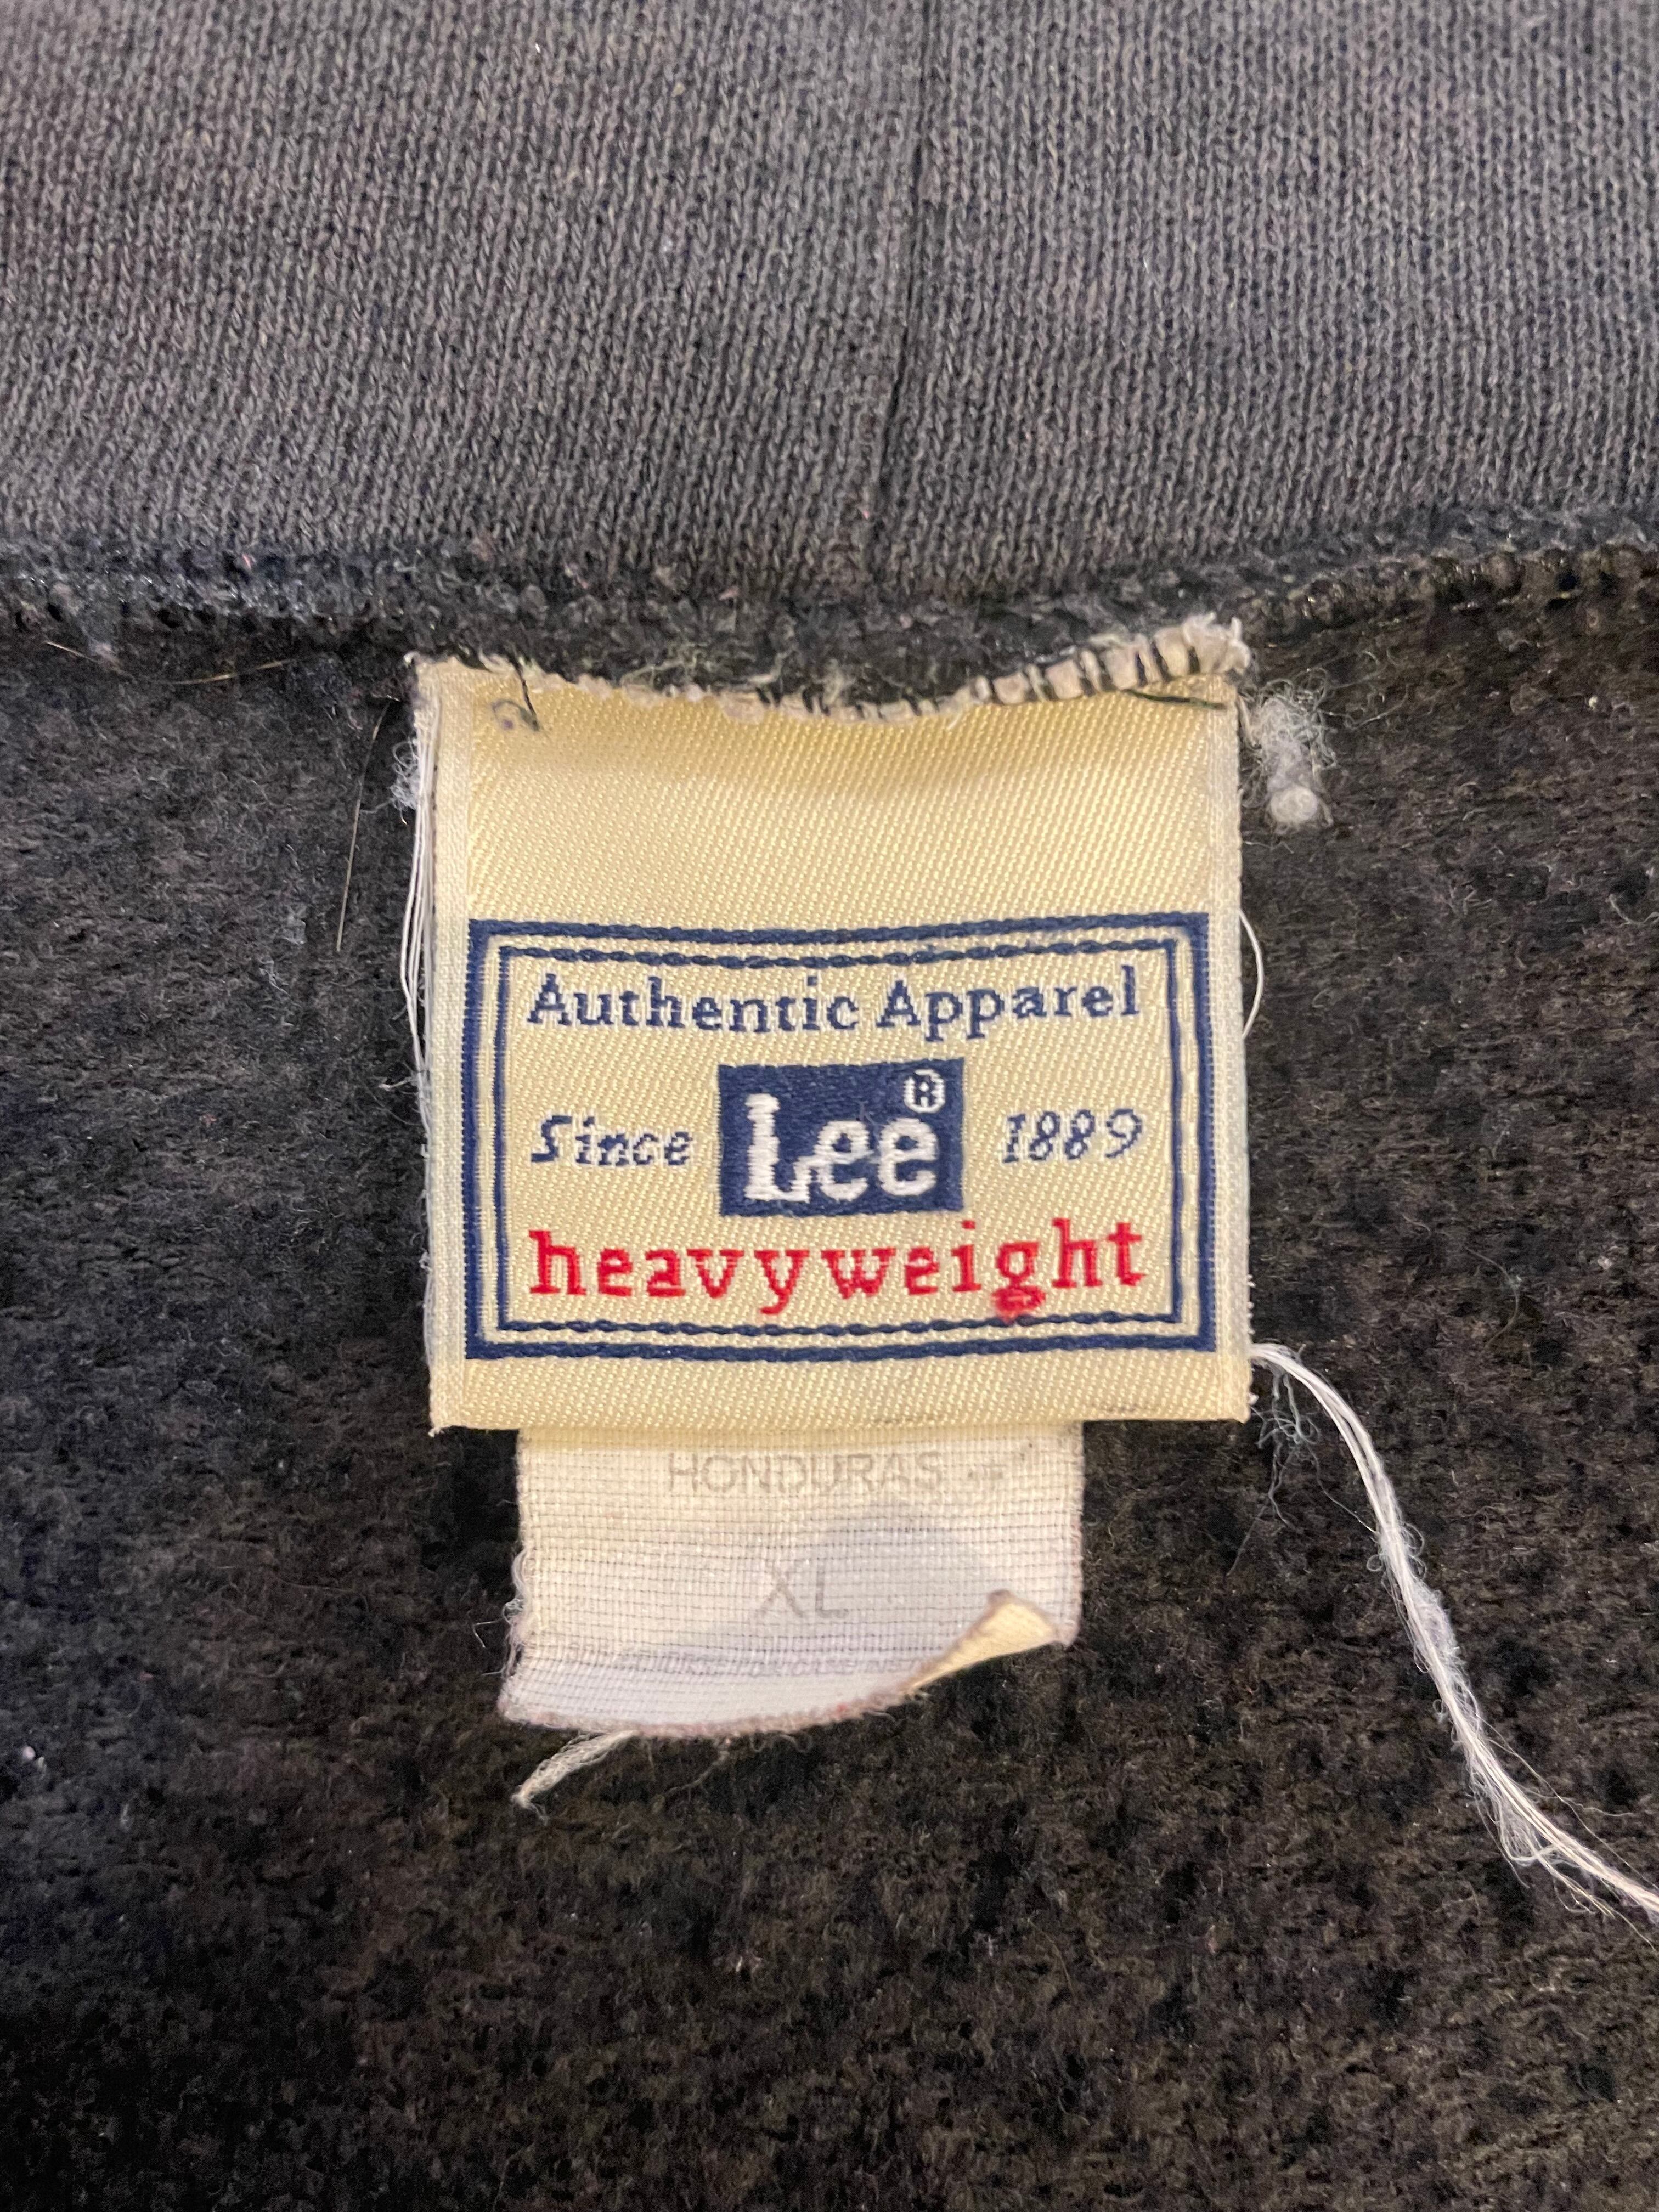 Authentic Apparel
Since Lee® 1889
heavyweight
HONDURAS
XL